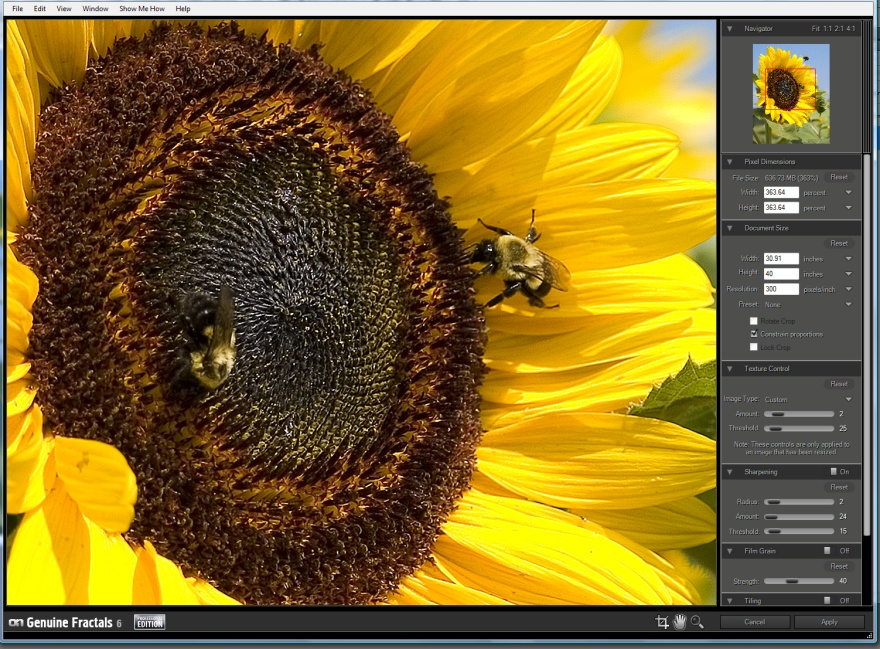 File Edit View Window Show Me How Help
Navigator Fit 1:1 2:1 4:1
Pixel Dimensions
File Size: 636.73 MB (363%) Reset
Width: 363.64 percent
Height: 363.64 percent
Document Size
Reset
Width: 30.91 inches
Height: 40 inches
Resolution: 300 pixels/inch
Preset: None
Rotate Crop
Constrain proportions
Lock Crop
Texture Control
Reset
Image Type: Custom
Amount: 2
Threshold: 25
Note: These controls are only applied to
an image that has been resized
Sharpening On
Reset
Radius: 2
Amount: 24
Threshold: 15
Film Grain Off
Reset
Strength: 40
Tiling Off
on Genuine Fractals 6 EDITION
Cancel Apply